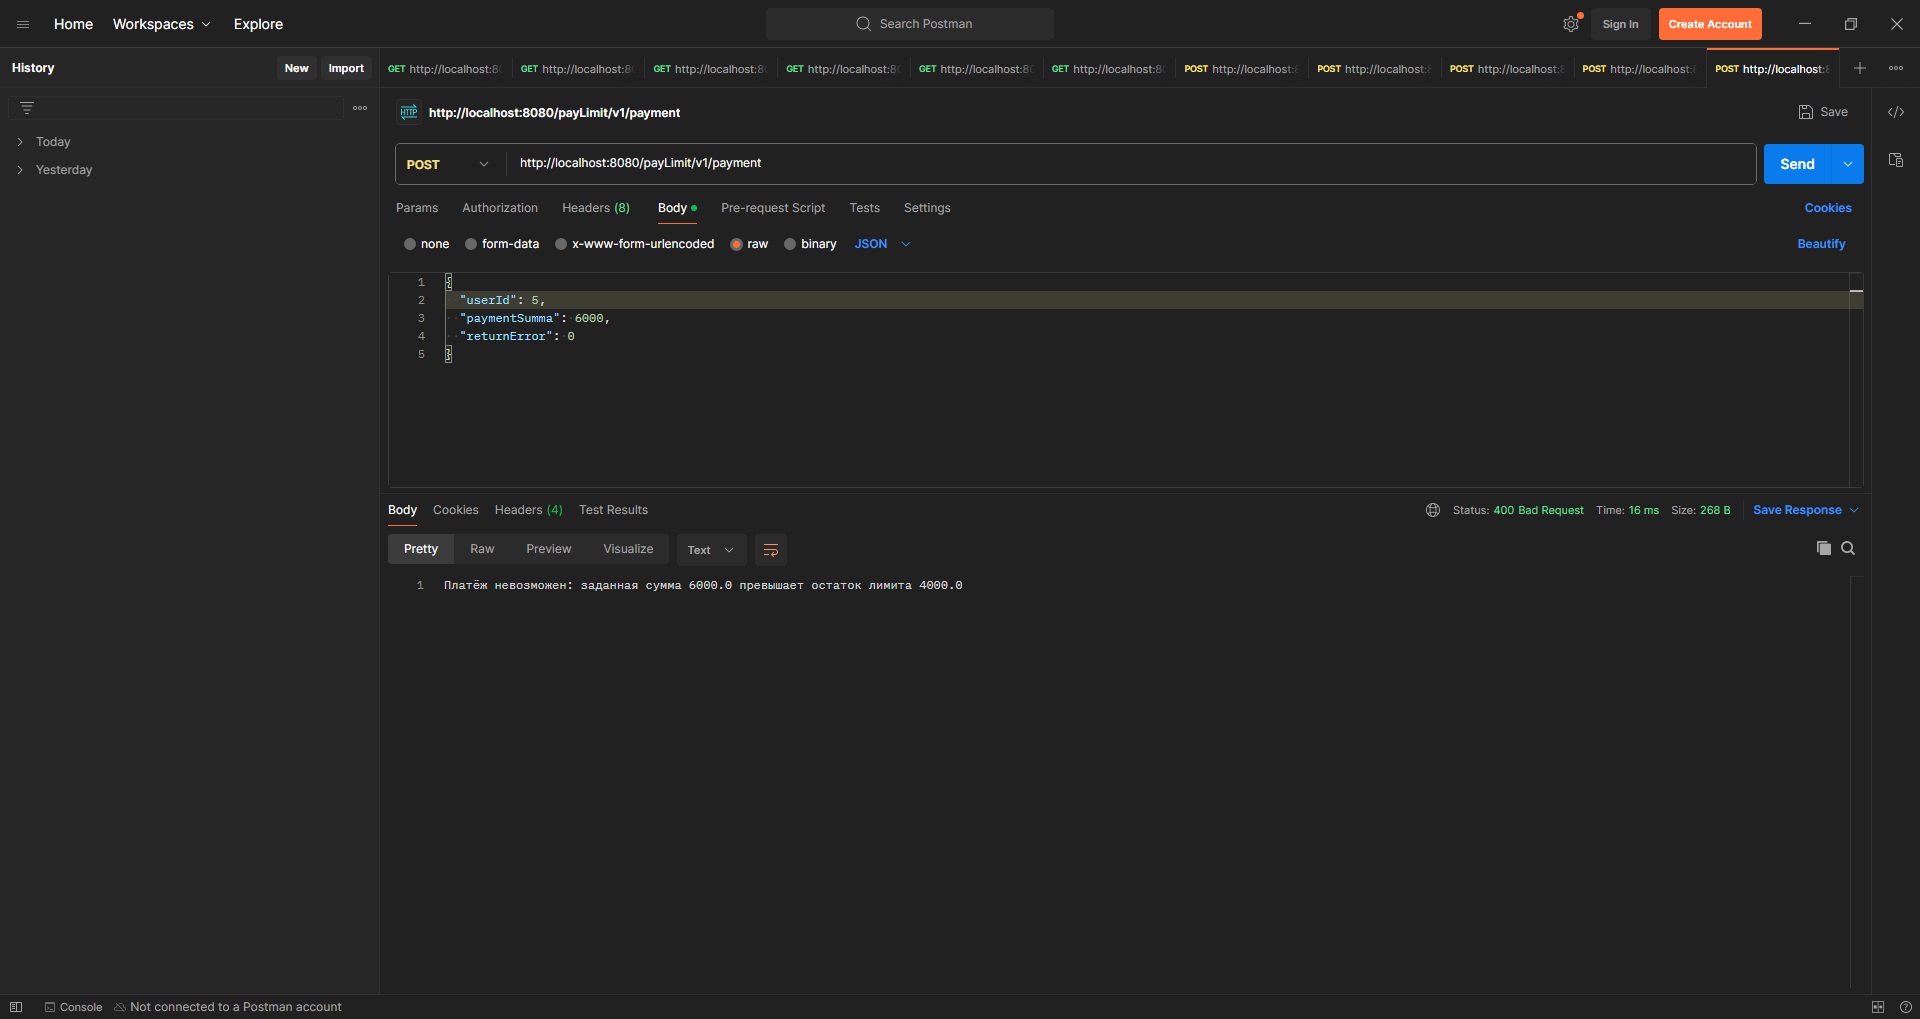 Home Workspaces Explore Search Postman Sign In Create Account
History New Import
GET http://localhost:8 GET http://localhost:8 GET http://localhost:8 GET http://localhost:8 GET http://localhost:8 GET http://localhost:8 POST http://localhost: POST http://localhost: POST http://localhost: POST http://localhost: POST http://localhost:
Today
Yesterday
HTTP http://localhost:8080/payLimit/v1/payment Save
POST http://localhost:8080/payLimit/v1/payment Send
Params Authorization Headers (8) Body Pre-request Script Tests Settings Cookies
none form-data x-www-form-urlencoded raw binary JSON Beautify
1 {
2 "userId": 5,
3 "paymentSumma": 6000,
4 "returnError": 0
5 }
Body Cookies Headers (4) Test Results Status: 400 Bad Request Time: 16 ms Size: 268 B Save Response
Pretty Raw Preview Visualize Text
1 Платёж невозможен: заданная сумма 6000.0 превышает остаток лимита 4000.0
Console Not connected to a Postman account